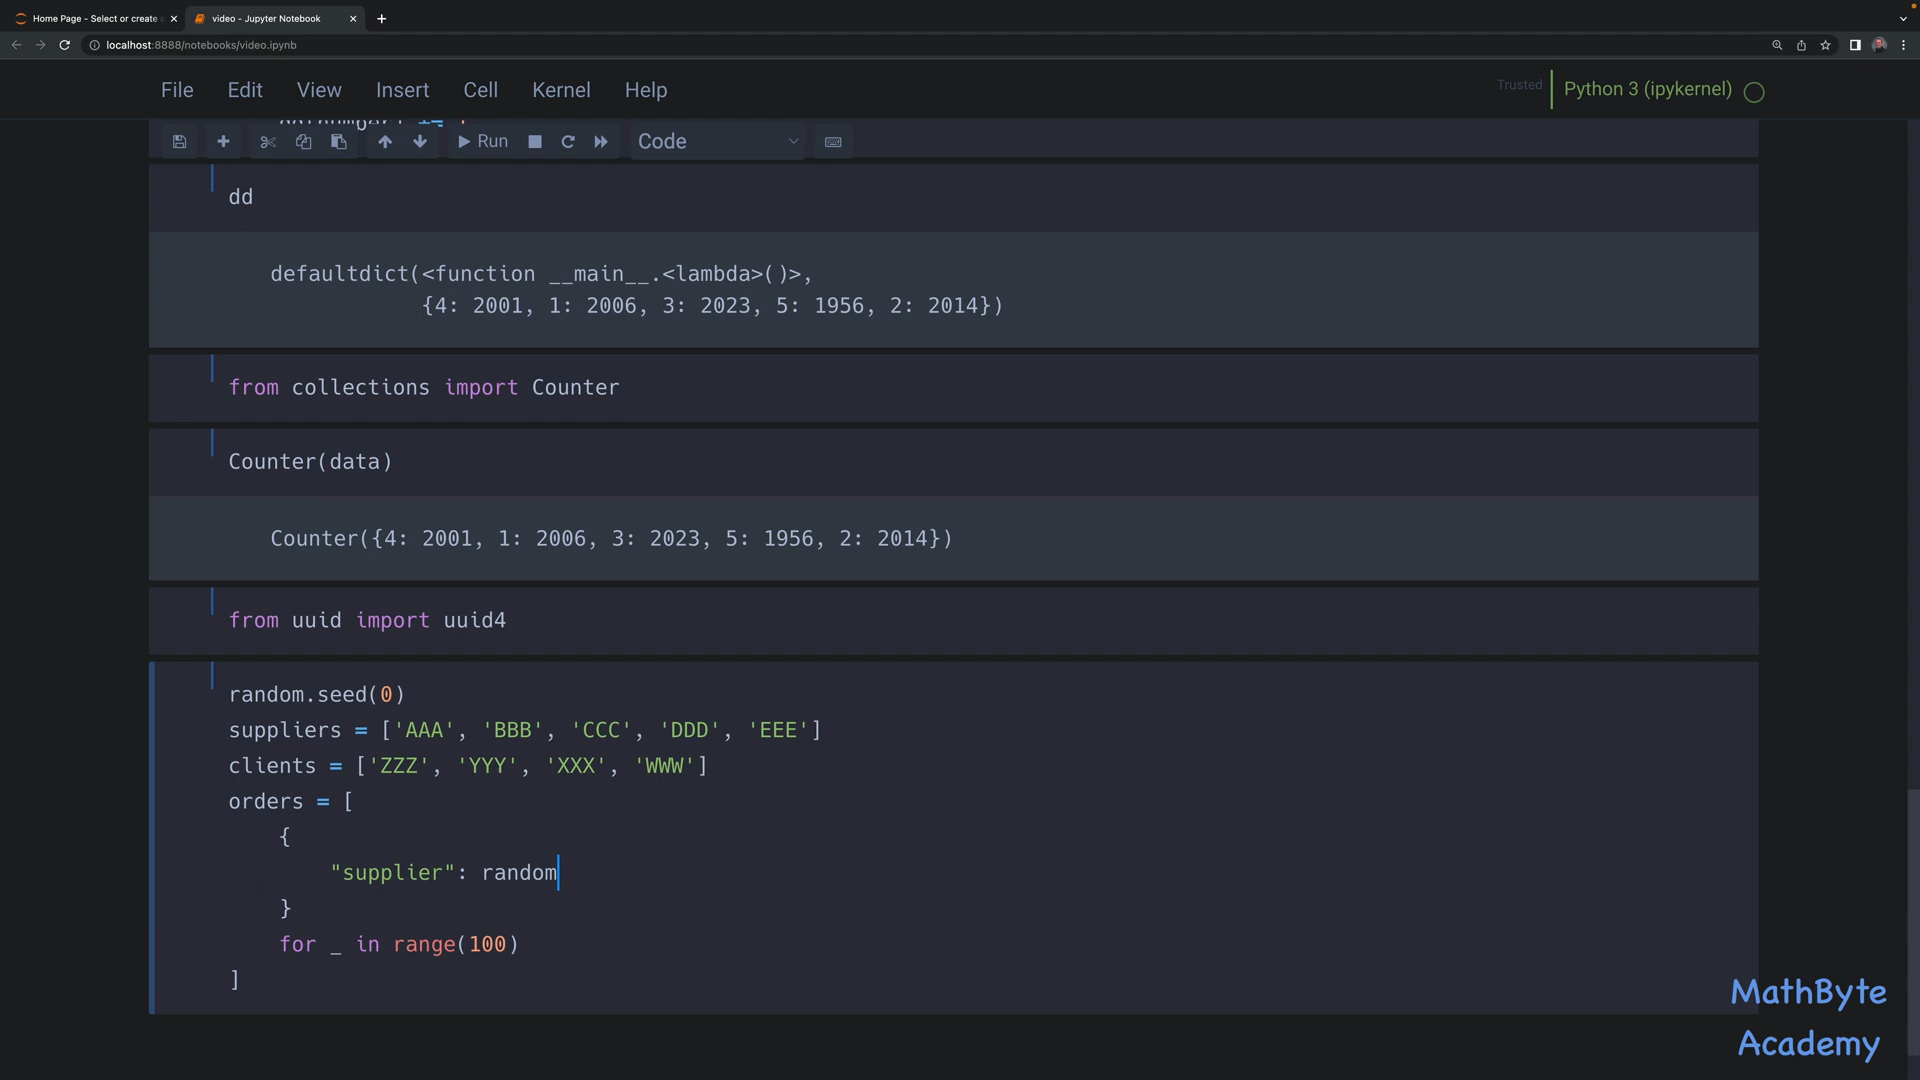 Home Page - Select or create a
video - Jupyter Notebook
localhost:8888/notebooks/video.ipynb
File Edit View Insert Cell Kernel Help
Trusted
Python 3 (ipykernel)
Run
Code
dd
defaultdict(<function __main__.<lambda>()>,
{4: 2001, 1: 2006, 3: 2023, 5: 1956, 2: 2014})
from collections import Counter
Counter(data)
Counter({4: 2001, 1: 2006, 3: 2023, 5: 1956, 2: 2014})
from uuid import uuid4
random.seed(0)
suppliers = ['AAA', 'BBB', 'CCC', 'DDD', 'EEE']
clients = ['ZZZ', 'YYY', 'XXX', 'WWW']
orders = [
{
"supplier": random
}
for _ in range(100)
]
MathByte
Academy